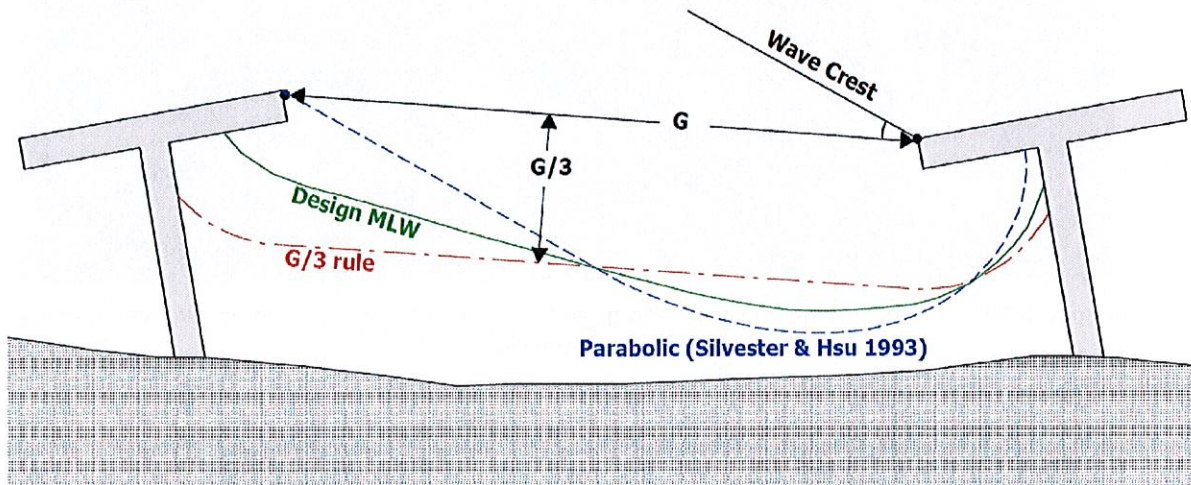 Wave Crest
G
G/3
Design MLW
G/3 rule
Parabolic (Silvester & Hsu 1993)